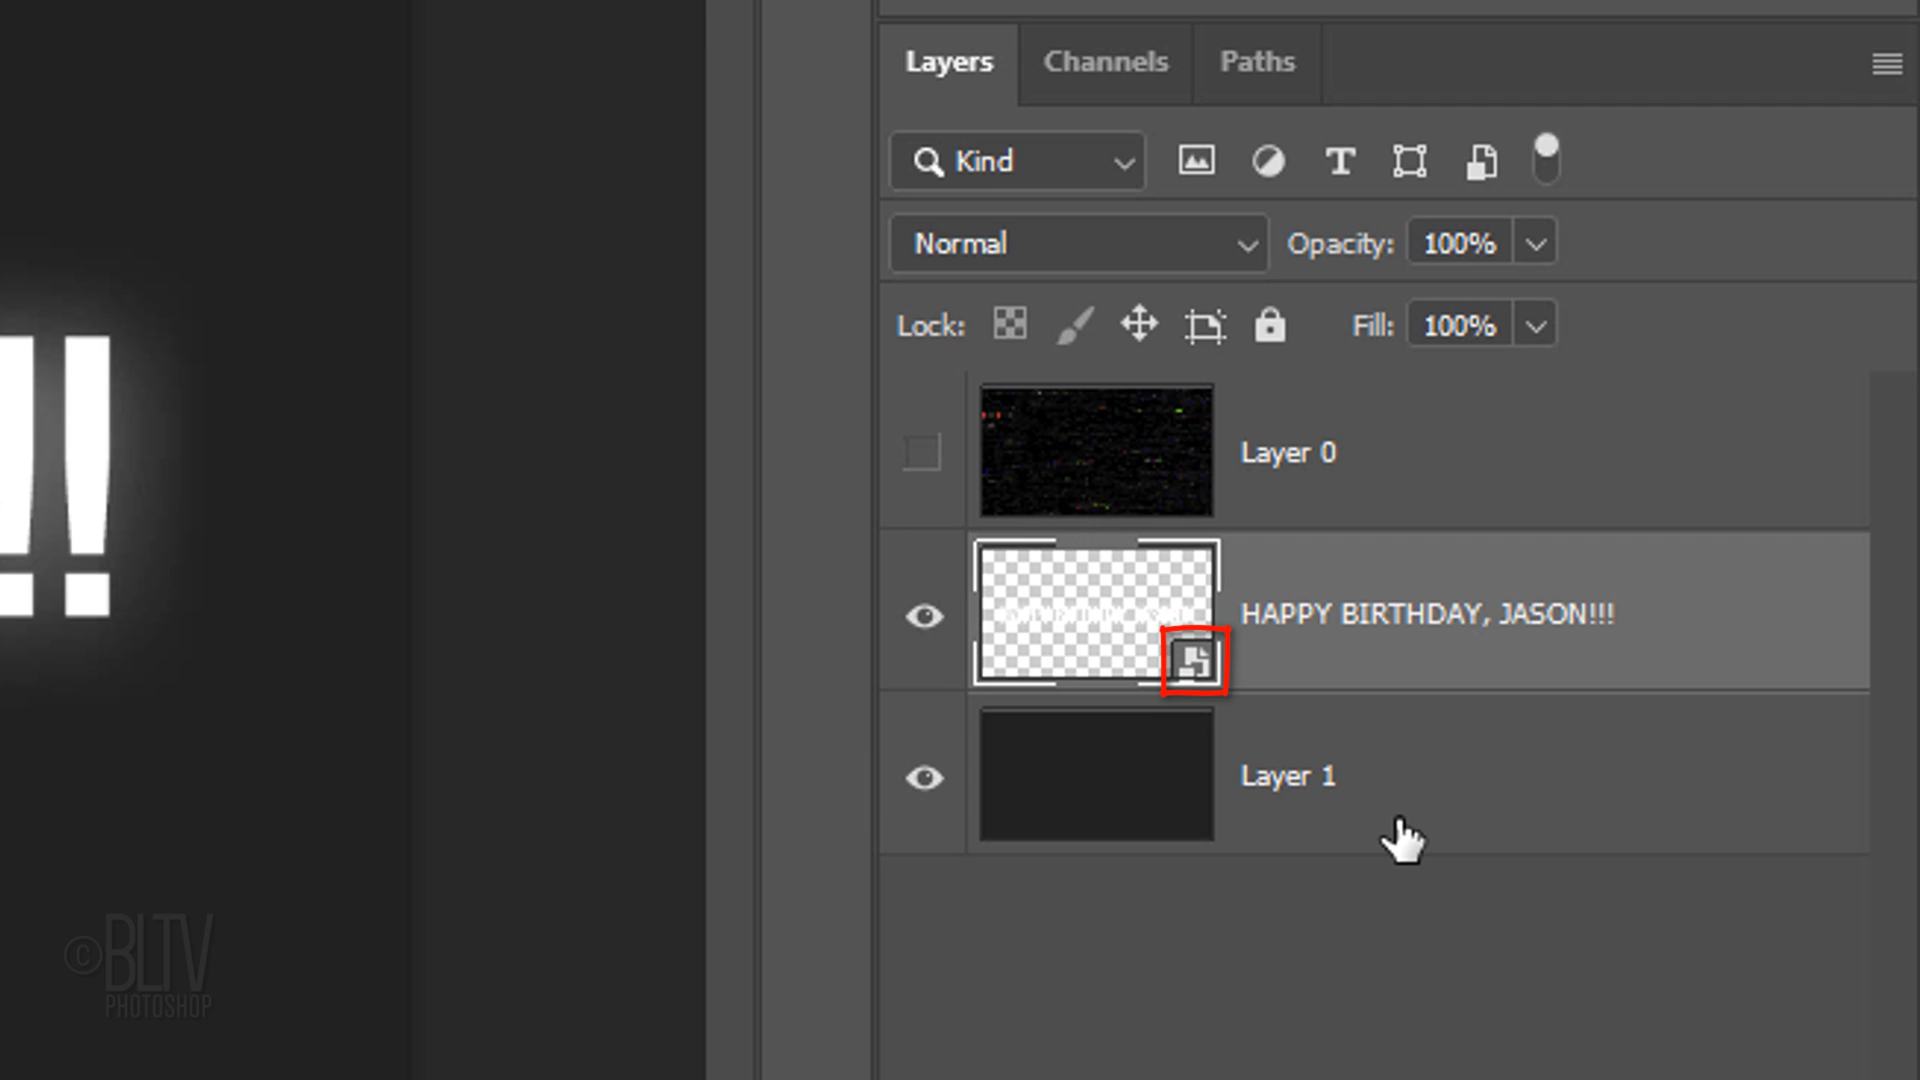 Layers Channels Paths
Kind
Normal Opacity: 100%
Lock: Fill: 100%
Layer 0
HAPPY BIRTHDAY, JASON!!!
Layer 1
!!
©BLTV
PHOTOSHOP